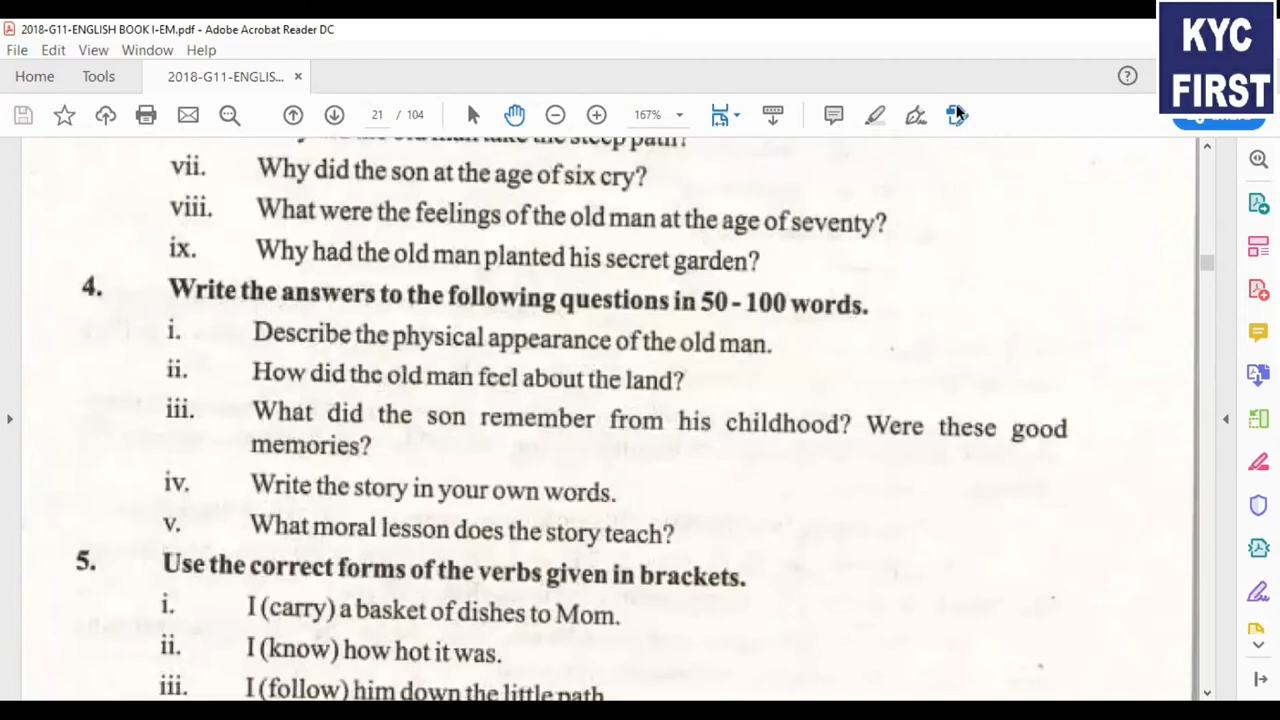 2018-G11-ENGLISH BOOK I-EM.pdf - Adobe Acrobat Reader DC
KYC
FIRST
File Edit View Window Help
Home Tools 2018-G11-ENGLIS... ×
21 / 104 167%
the old man take the steep path?
vii. Why did the son at the age of six cry?
viii. What were the feelings of the old man at the age of seventy?
ix. Why had the old man planted his secret garden?
4. Write the answers to the following questions in 50 - 100 words.
i. Describe the physical appearance of the old man.
ii. How did the old man feel about the land?
iii. What did the son remember from his childhood? Were these good
memories?
iv. Write the story in your own words.
v. What moral lesson does the story teach?
5. Use the correct forms of the verbs given in brackets.
i. I (carry) a basket of dishes to Mom.
ii. I (know) how hot it was.
iii. I (follow) him down the little path